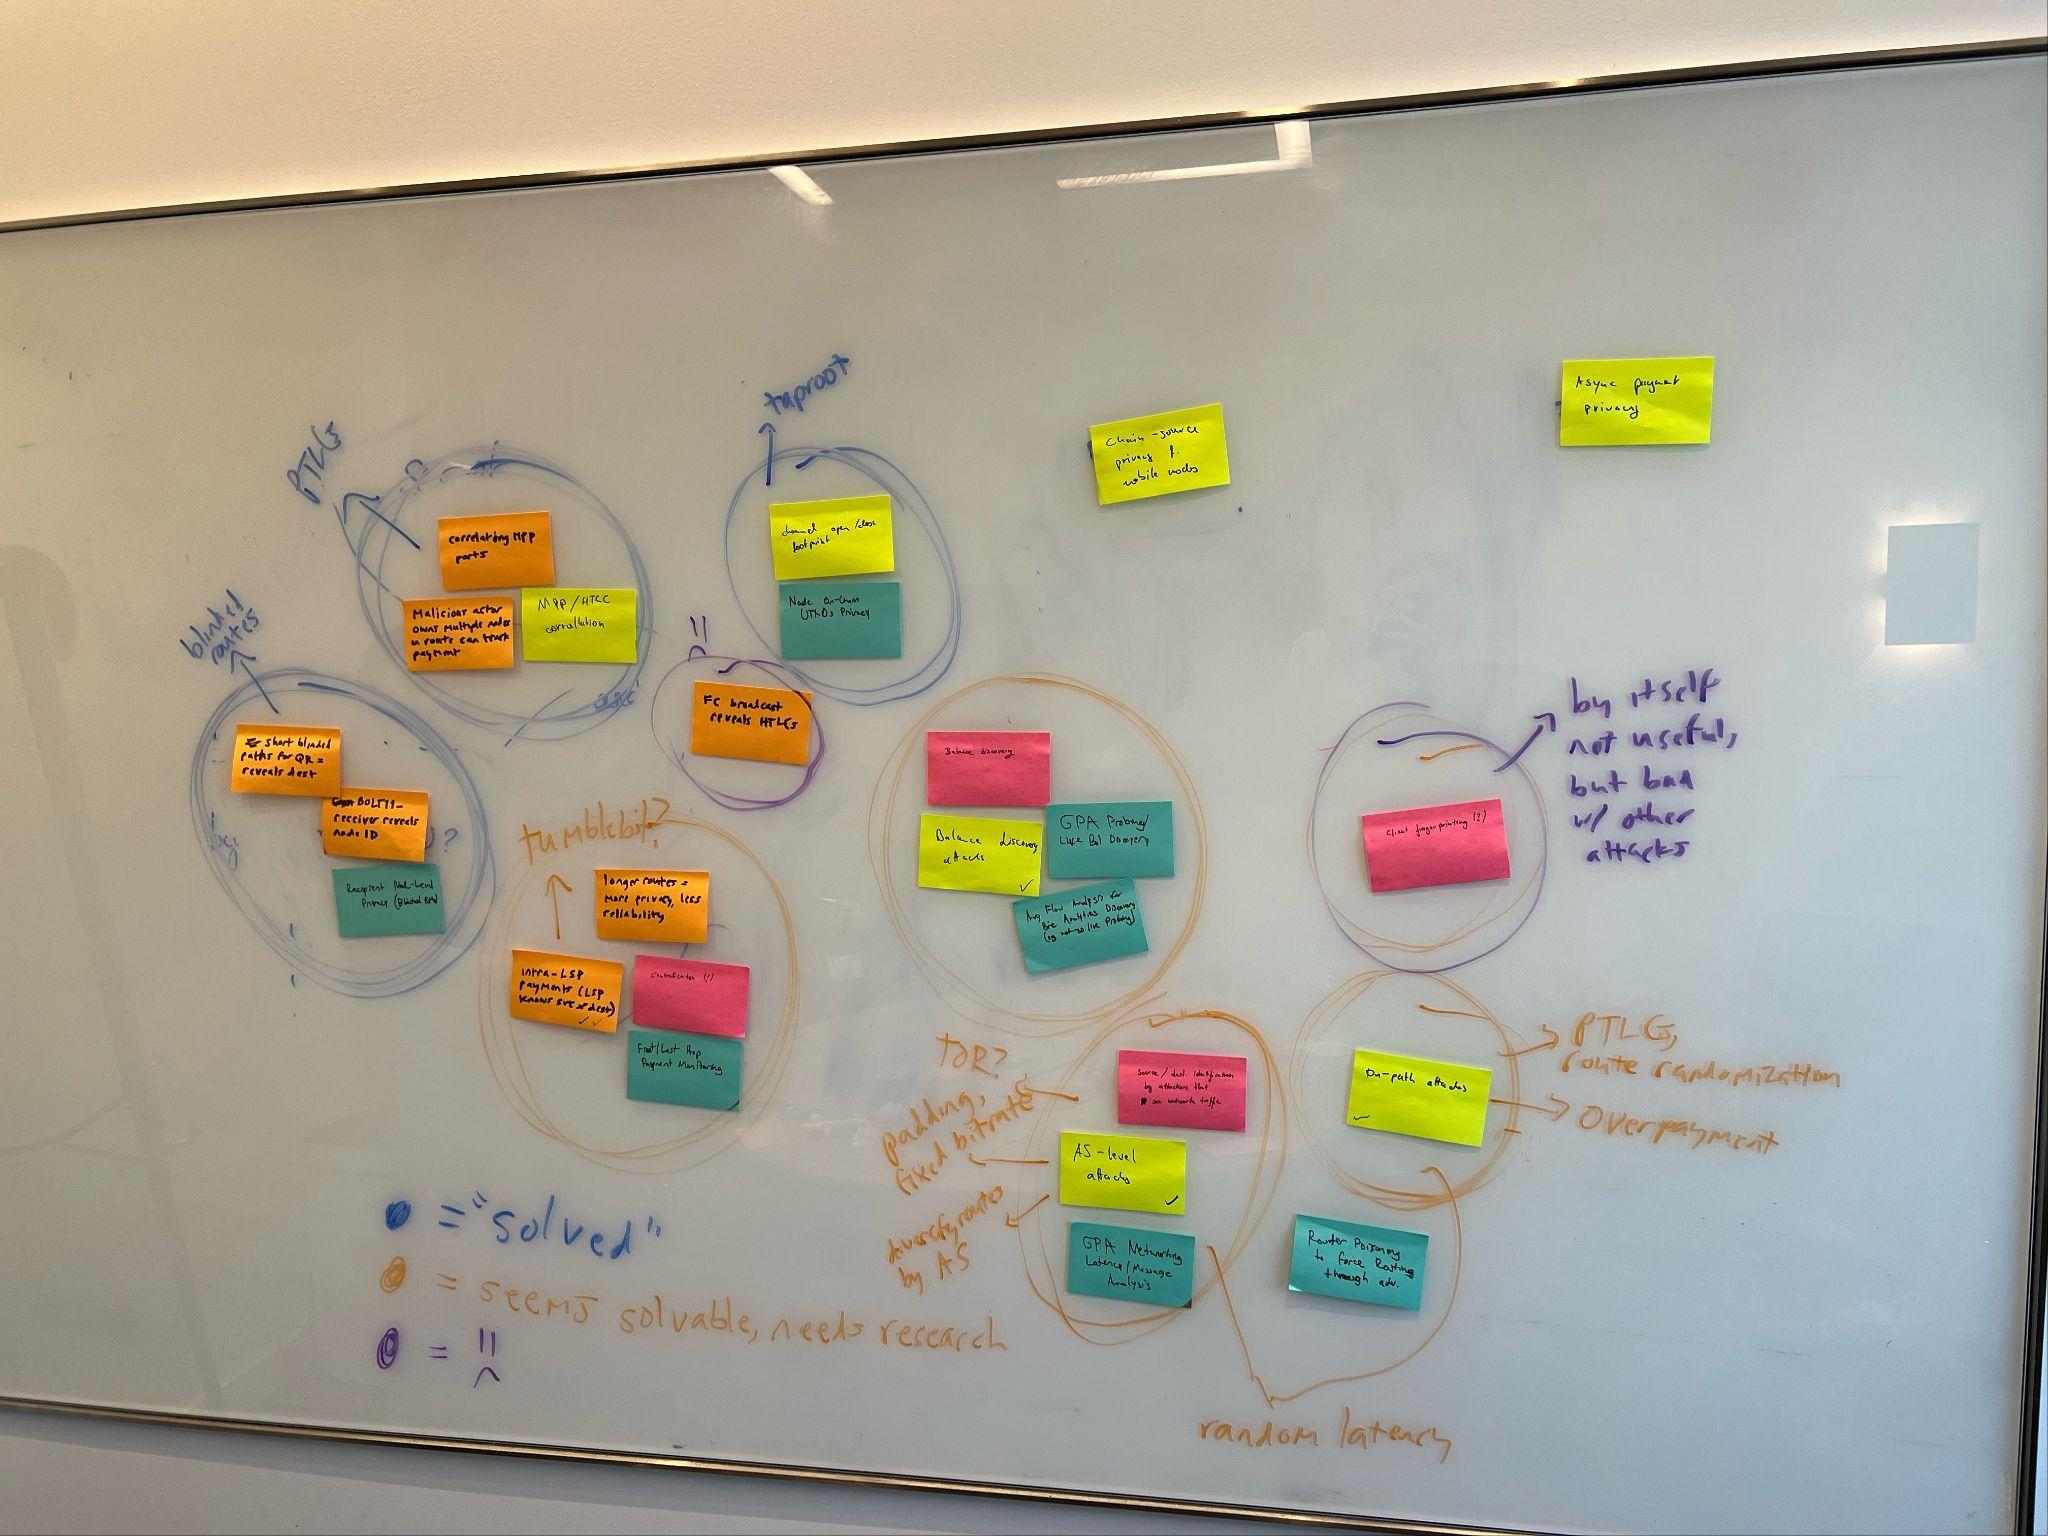 taproot
Async payment
privacy
Chain-source
privacy f.
mobile nodes
PTLCs
correlating MPP
parts
Malicious actor
owns multiple nodes
in route can track
payment
MPP/HTLC
correllation
channel open/close
footprint
Node On-Chain
UTXOs Privacy
blinded
routes
short blinded
paths for QR =
reveals dest
BOLT11 -
receiver reveals
node ID
Recipient Node-Level
Privacy
FC broadcast
reveals HTLCs
tumblebit?
longer routes =
more privacy, less
reliability
intra-LSP
payments (LSP
knows src & dest)
Centralization (!)
First/Last Hop
Payment Monitoring
Balance discovery
Balance discovery
attacks
GPA Probing/
Live Bal Discovery
Avg Flow Analysis for
Analytics Discovery
(eg not-so live Probing)
Client fingerprinting (?)
by itself
not useful,
but bad
w/ other
attacks
TOR?
padding,
fixed bitrate
diversify routes
by AS
Source / dest. identification
by attackers that
see network traffic
AS-level
attacks
GPA Networking
Latency/Message
Analysis
On-path attacks
PTLCs,
route randomization
overpayment
Router Poisoning
to force Routing
through adv.
random latency
= "solved"
= seems solvable, needs research
=